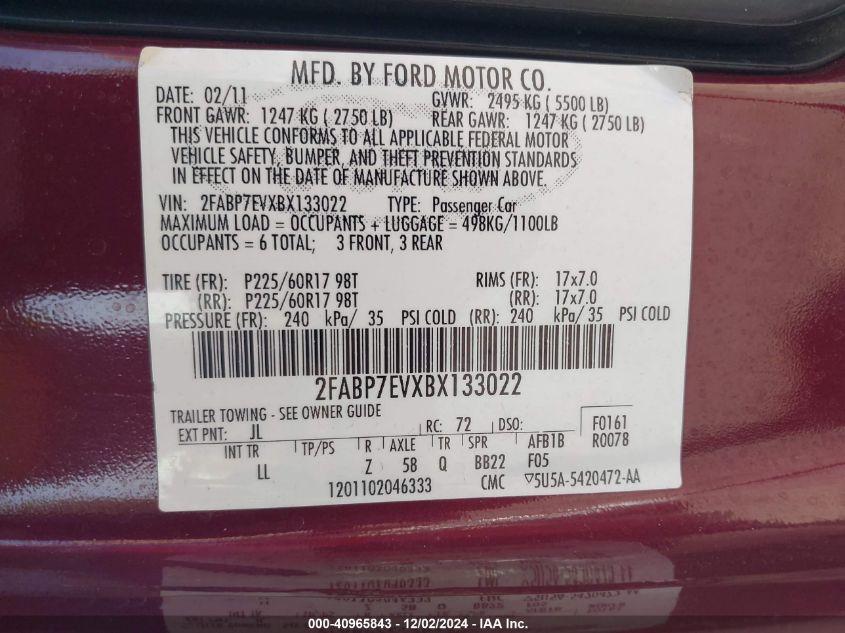 MFD. BY FORD MOTOR CO.
DATE: 02/11 GVWR: 2495 KG ( 5500 LB)
FRONT GAWR: 1247 KG ( 2750 LB) REAR GAWR: 1247 KG ( 2750 LB)
THIS VEHICLE CONFORMS TO ALL APPLICABLE FEDERAL MOTOR
VEHICLE SAFETY, BUMPER, AND THEFT PREVENTION STANDARDS
IN EFFECT ON THE DATE OF MANUFACTURE SHOWN ABOVE.
VIN: 2FABP7EVXBX133022 TYPE: Passenger Car
MAXIMUM LOAD = OCCUPANTS + LUGGAGE = 498KG/1100LB
OCCUPANTS = 6 TOTAL; 3 FRONT, 3 REAR
TIRE (FR): P225/60R17 98T RIMS (FR): 17x7.0
(RR): P225/60R17 98T (RR): 17x7.0
PRESSURE (FR): 240 kPa/ 35 PSI COLD (RR): 240 kPa/ 35 PSI COLD
2FABP7EVXBX133022
TRAILER TOWING - SEE OWNER GUIDE
EXT PNT: JL RC: 72 DSO: F0161
R0078
INT TR TP/PS R AXLE TR SPR AFB1B
LL Z 5B Q BB22 F05
1201102046333 CMC ▽5U5A-5420472-AA
000 - 40965843 - 12/02/2024 - IAA Inc.